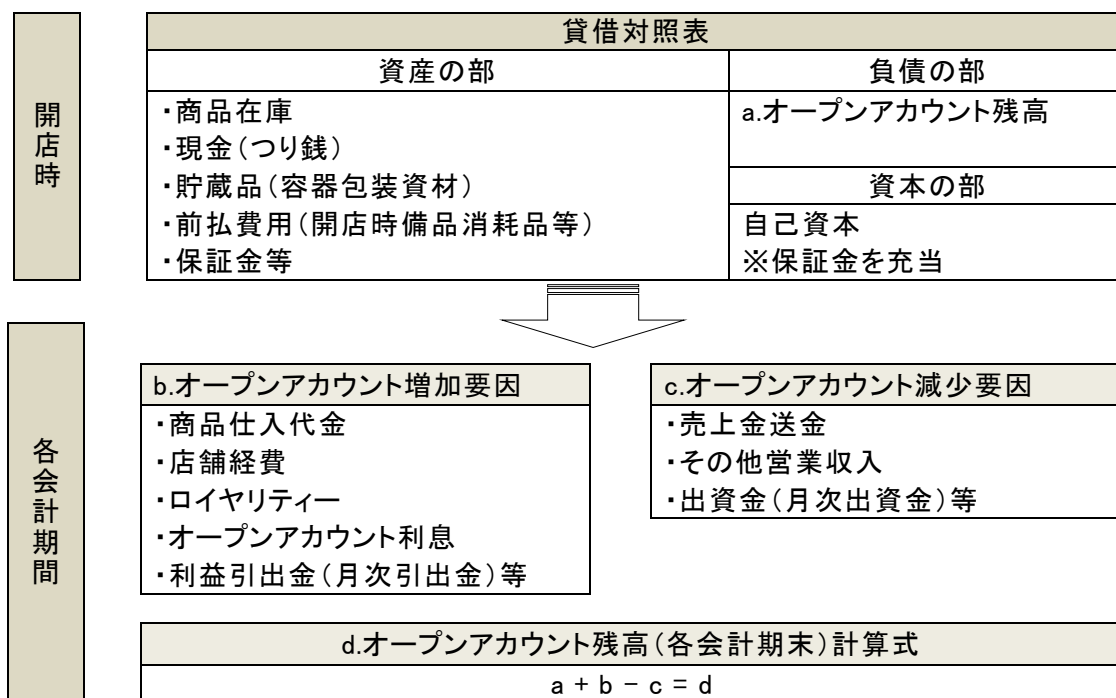 開店時
貸借対照表
資産の部
・商品在庫
・現金(つり銭)
・貯蔵品(容器包装資材)
・前払費用(開店時備品消耗品等)
・保証金等
負債の部
a.オープンアカウント残高
資本の部
自己資本
※保証金を充当
各会計期間
b.オープンアカウント増加要因
・商品仕入代金
・店舗経費
・ロイヤリティー
・オープンアカウント利息
・利益引出金(月次引出金)等
c.オープンアカウント減少要因
・売上金送金
・その他営業収入
・出資金(月次出資金)等
d.オープンアカウント残高(各会計期末)計算式
a + b − c = d